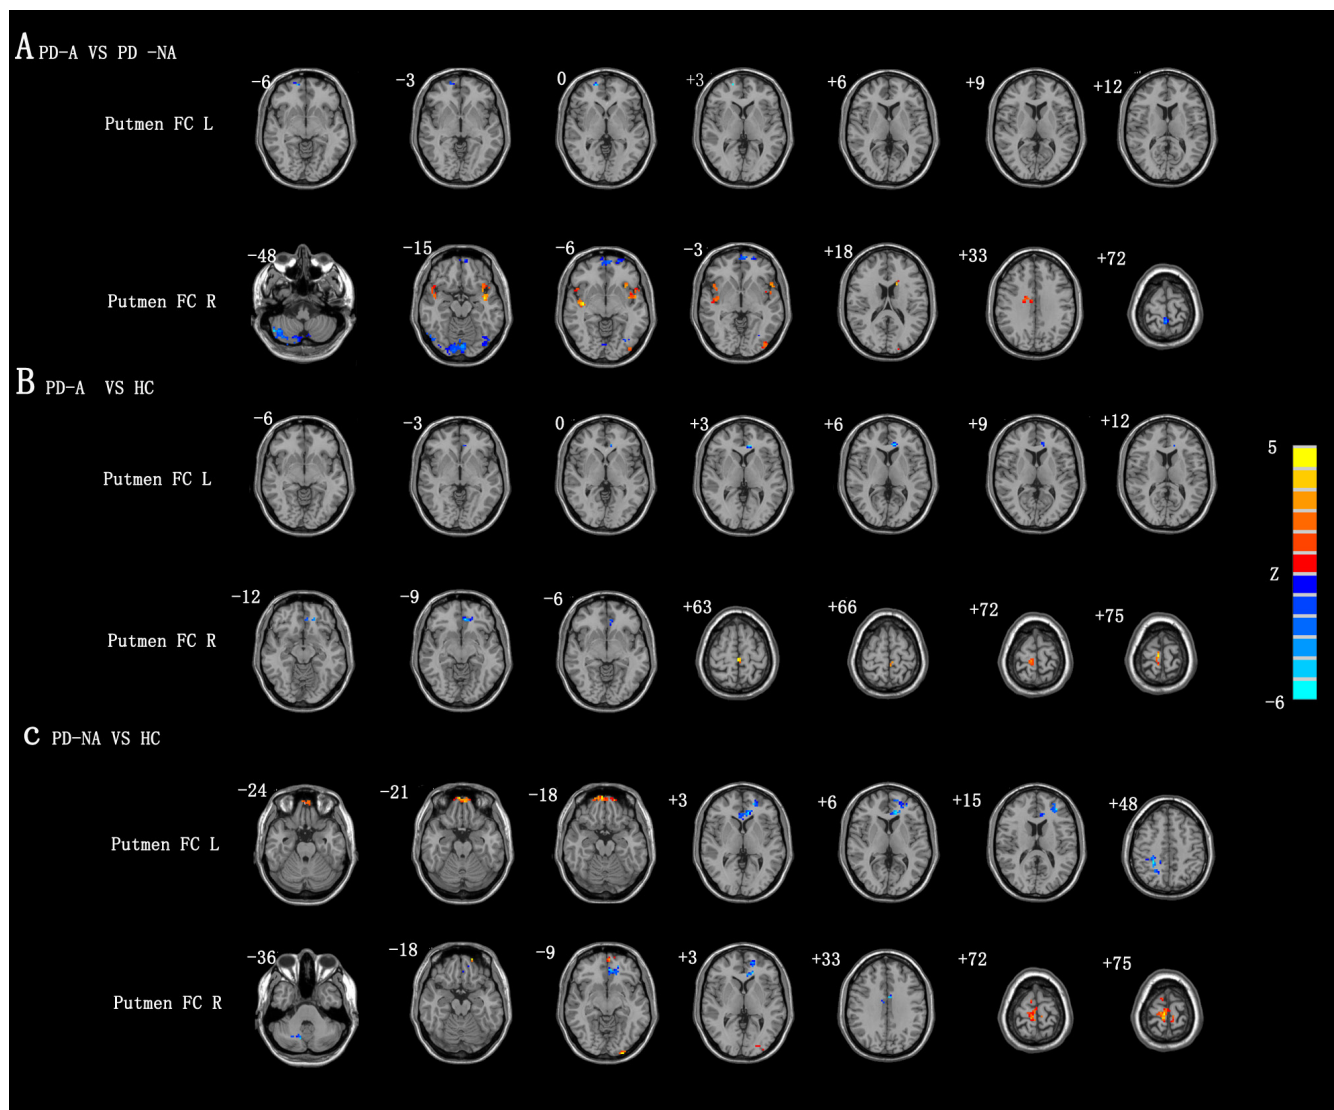 A PD-A VS PD -NA
-6 -3 0 +3 +6 +9 +12
Putmen FC L
-48 -15 -6 -3 +18 +33 +72
Putmen FC R
B PD-A VS HC
-6 -3 0 +3 +6 +9 +12
Putmen FC L
5
Z
-6
-12 -9 -6 +63 +66 +72 +75
Putmen FC R
C PD-NA VS HC
-24 -21 -18 +3 +6 +15 +48
Putmen FC L
-36 -18 -9 +3 +33 +72 +75
Putmen FC R